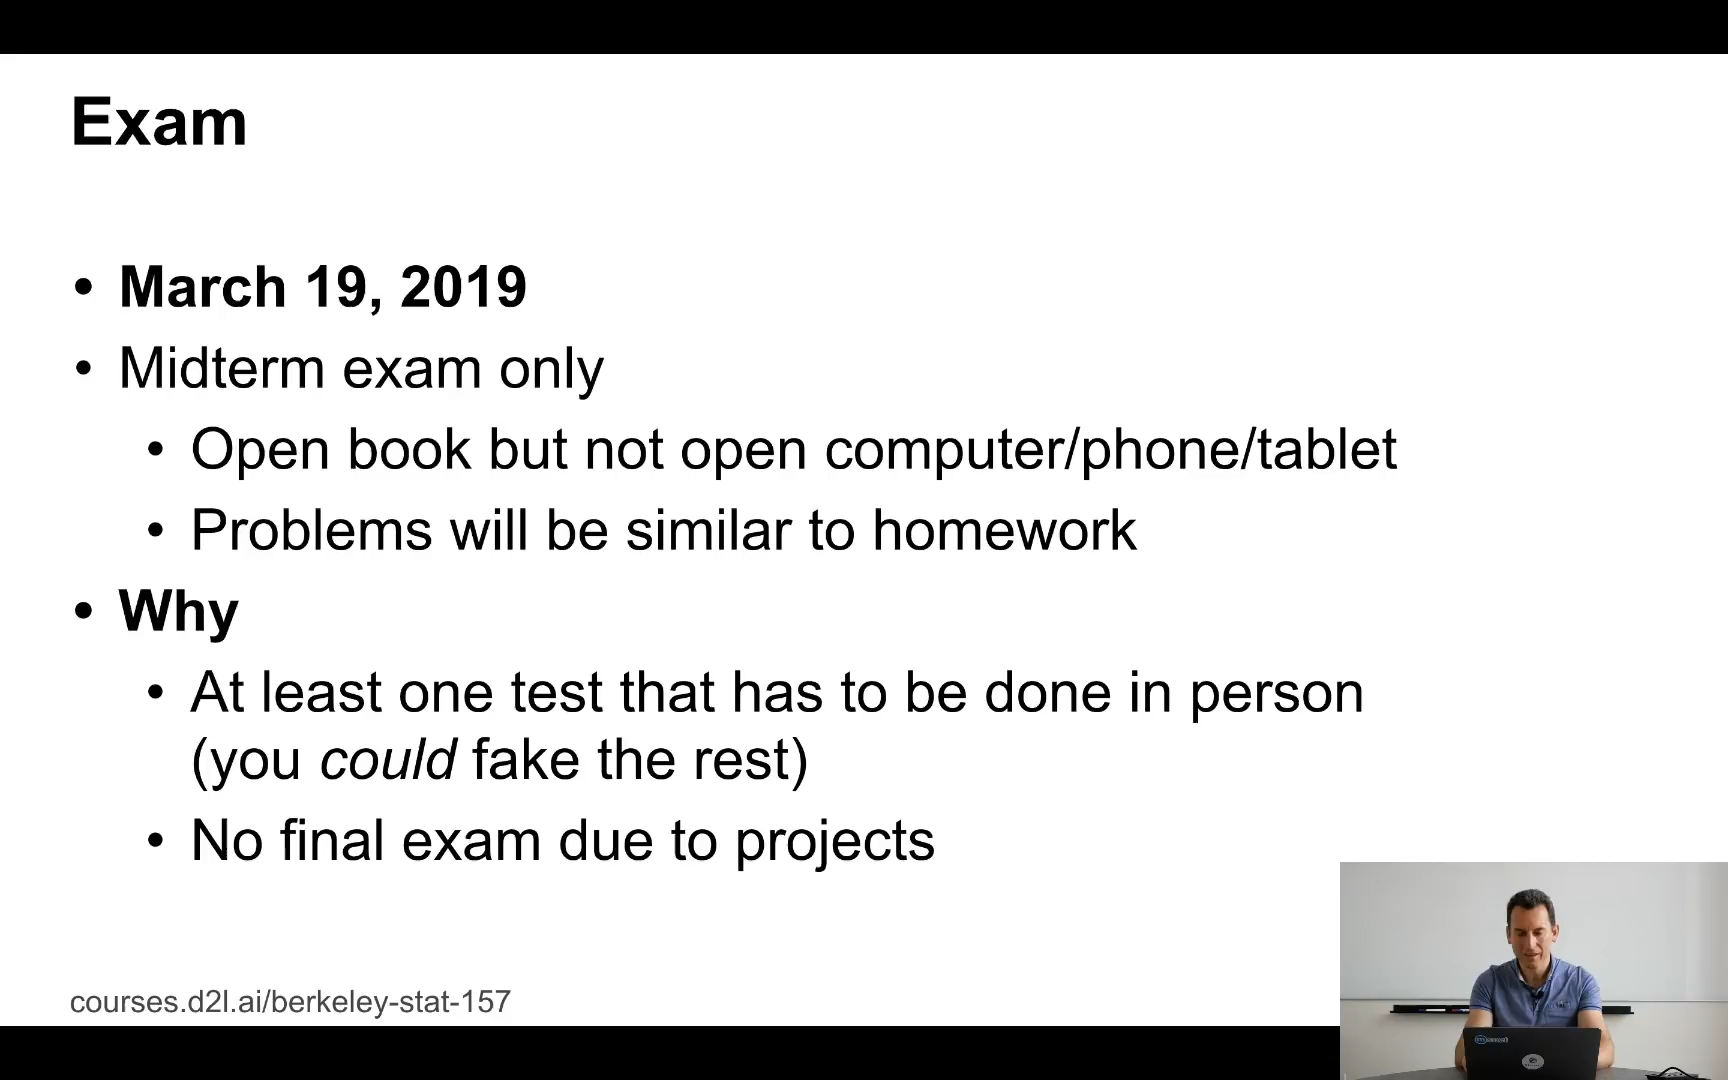 Exam
• March 19, 2019
• Midterm exam only
• Open book but not open computer/phone/tablet
• Problems will be similar to homework
• Why
• At least one test that has to be done in person
(you could fake the rest)
• No final exam due to projects
courses.d2l.ai/berkeley-stat-157